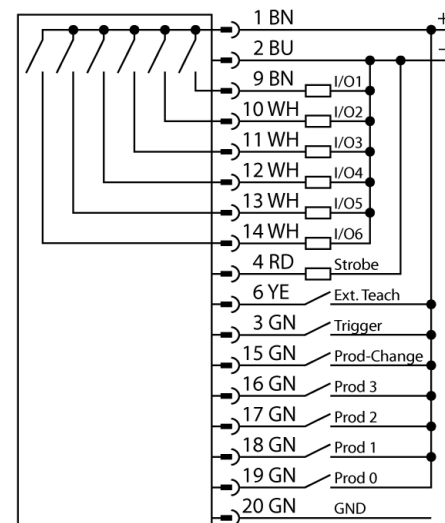 1 BN +
2 BU −
9 BN I/O1
10 WH I/O2
11 WH I/O3
12 WH I/O4
13 WH I/O5
14 WH I/O6
4 RD Strobe
6 YE Ext. Teach
3 GN Trigger
15 GN Prod-Change
16 GN Prod 3
17 GN Prod 2
18 GN Prod 1
19 GN Prod 0
20 GN GND